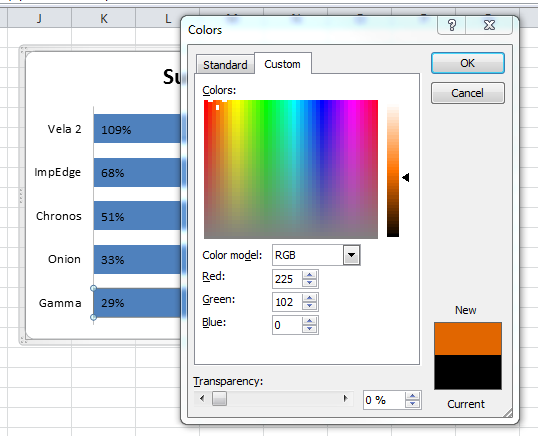 J K L
Colors
Su
Standard Custom
OK
Cancel
Colors:
Vela 2 109%
ImpEdge 68%
Chronos 51%
Onion 33%
Gamma 29%
Color model: RGB
Red: 225
Green: 102
Blue: 0
New
Current
Transparency:
0 %